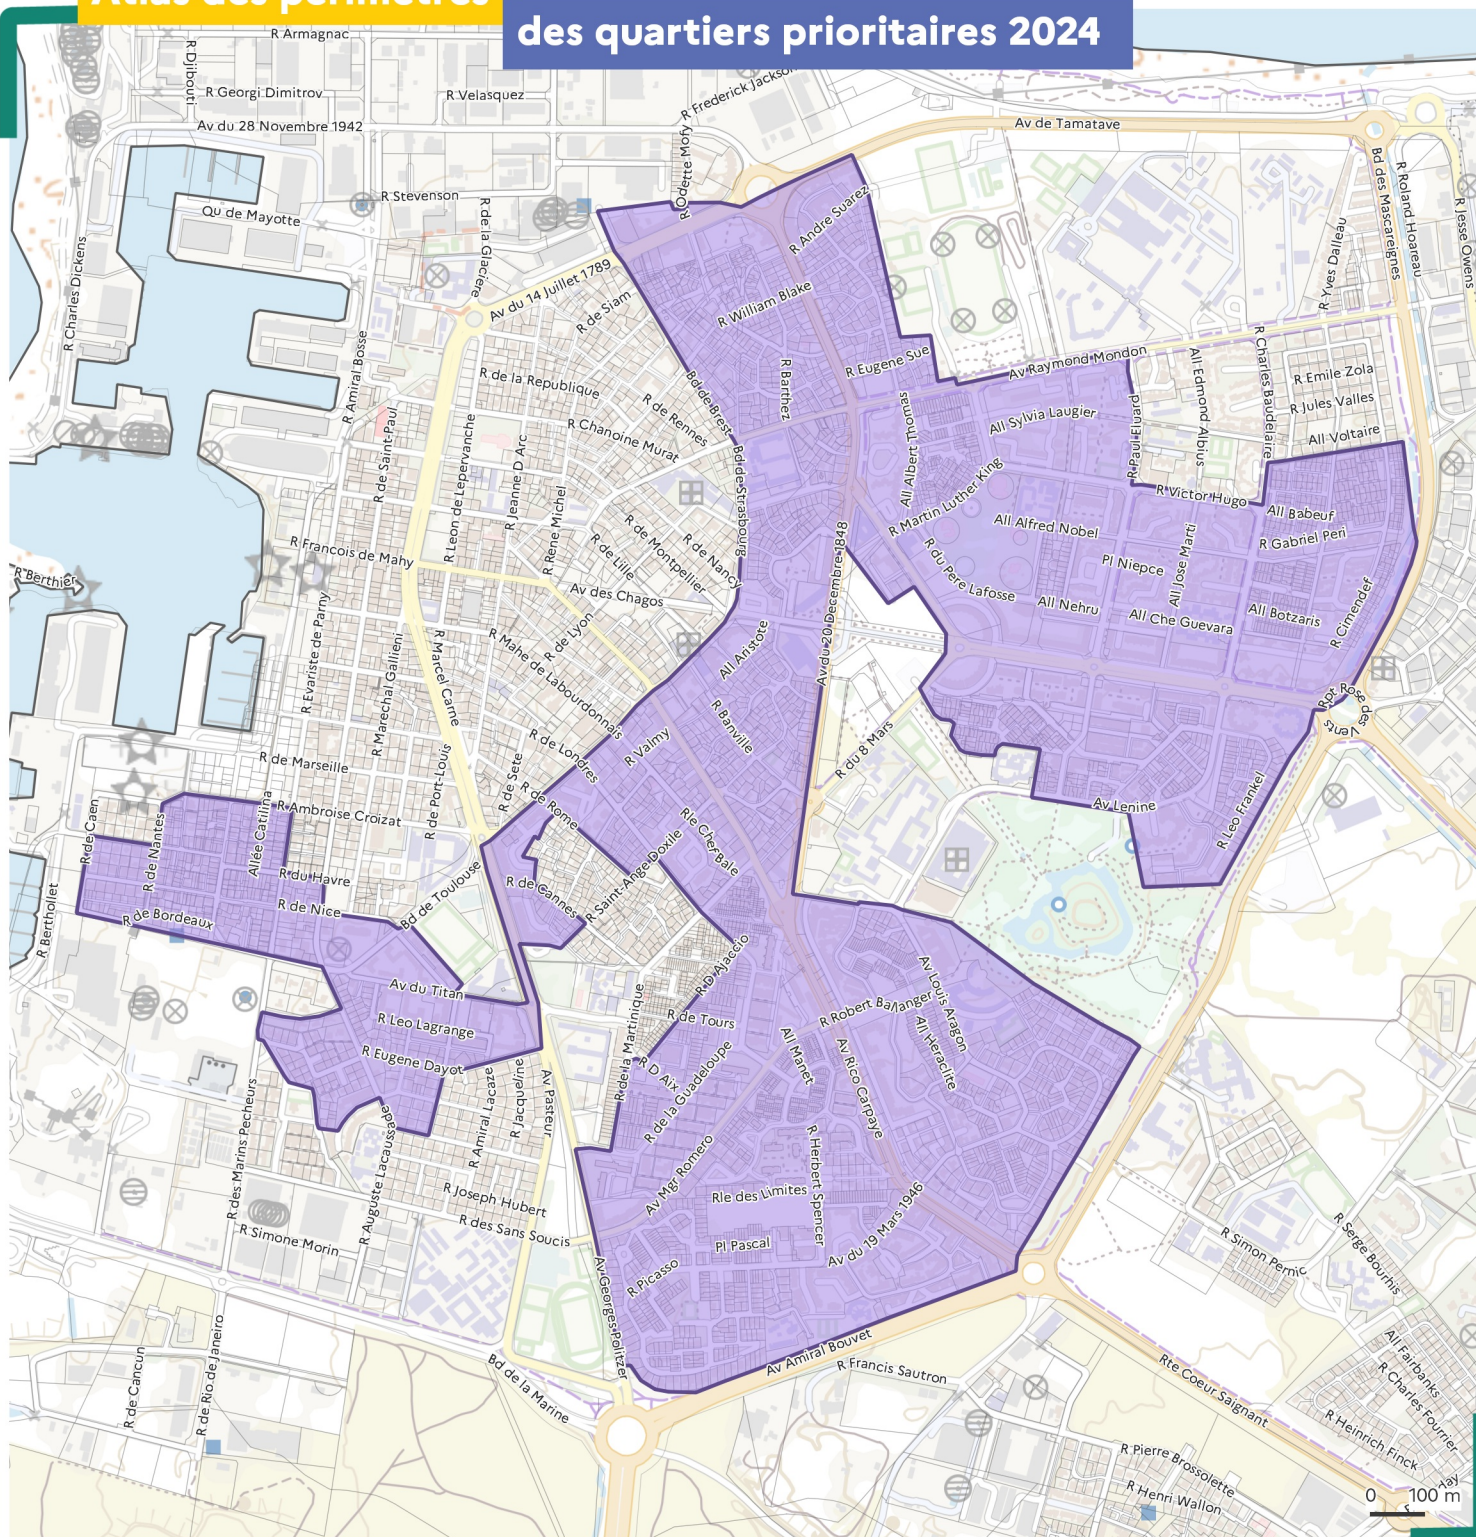 Atlas des périmètres
des quartiers prioritaires 2024
R Armagnac
R Djibouti
R Georgi Dimitrov
R Velasquez
R Frederick Jackson
Av du 28 Novembre 1942
Av de Tamatave
R Odette Mofy
R Stevenson
Qu de Mayotte
R de la Glacière
R Andre Suarez
Bd des Mascareignes
R Roland Hoareau
R Jesse Owens
R Yves Dalleau
R Charles Dickens
Av du 14 Juillet 1789
R de Siam
R William Blake
R Amiral Bosse
R Eugene Sue
Av Raymond Mondon
R de la Republique
Bd de Brest
R Barthez
All Edmond Albius
R Charles Baudelaire
R Emile Zola
R Jules Valles
R de Rennes
R Chanoine Murat
All Albert Thomas
All Sylvia Laugier
R Paul Eluard
All Voltaire
R de Saint-Paul
R Leon de Lepervanche
R Jeanne D Arc
R Rene Michel
Bd de Strasbourg
R Martin Luther King
R Victor Hugo
All Babeuf
All Alfred Nobel
R Gabriel Peri
R de Montpellier
R de Nancy
R de Lille
R Francois de Mahy
R Berthier
R du Pere Lafosse
Pl Niepce
All Jose Marti
Av des Chagos
All Nehru
All Che Guevara
All Botzaris
R Cimendef
R Evariste de Parny
R Marechal Gallieni
R Marcel Carne
R Mahe de Labourdonnais
R de Lyon
All Aristote
Av du 20 Decembre 1848
Rpt Rose des
Vents
R Banville
R Valmy
R du 8 Mars
R de Londres
R de Marseille
R de Port-Louis
R de Sete
R de Rome
Av Lenine
R Leo Frankel
R de Caen
R de Nantes
Allée Catilina
R Ambroise Croizat
Rle Chef Bale
R Saint-Ange Doxile
R du Havre
R de Cannes
R de Nice
Bd de Toulouse
R de Bordeaux
R Berthollet
R D Ajaccio
Av du Titan
Av Louis Aragon
R Robert Ballanger
All Heraclite
R Leo Lagrange
R de Tours
R de la Martinique
R Eugene Dayot
R D Aix
R de la Guadeloupe
All Manet
Av Rico Carpaye
R Amiral Lacaze
R Jacqueline
Av Pasteur
R des Marins Pecheurs
R Auguste Lacaussade
Av Mgr Romero
R Herbert Spencer
R Joseph Hubert
Rle des Limites
Av du 19 Mars 1946
R des Sans Soucis
R Simone Morin
Pl Pascal
R Picasso
R Simon Pernic
R Serge Bourhis
Av Georges Politzer
R de Cancun
R de Rio de Janeiro
Bd de la Marine
Av Amiral Bouvet
R Francis Sautron
Rte Coeur Saignant
All Fairbanks
R Charles Fourrier
R Heinrich Finck
R Pierre Brossolette
R Henri Wallon
0 100 m